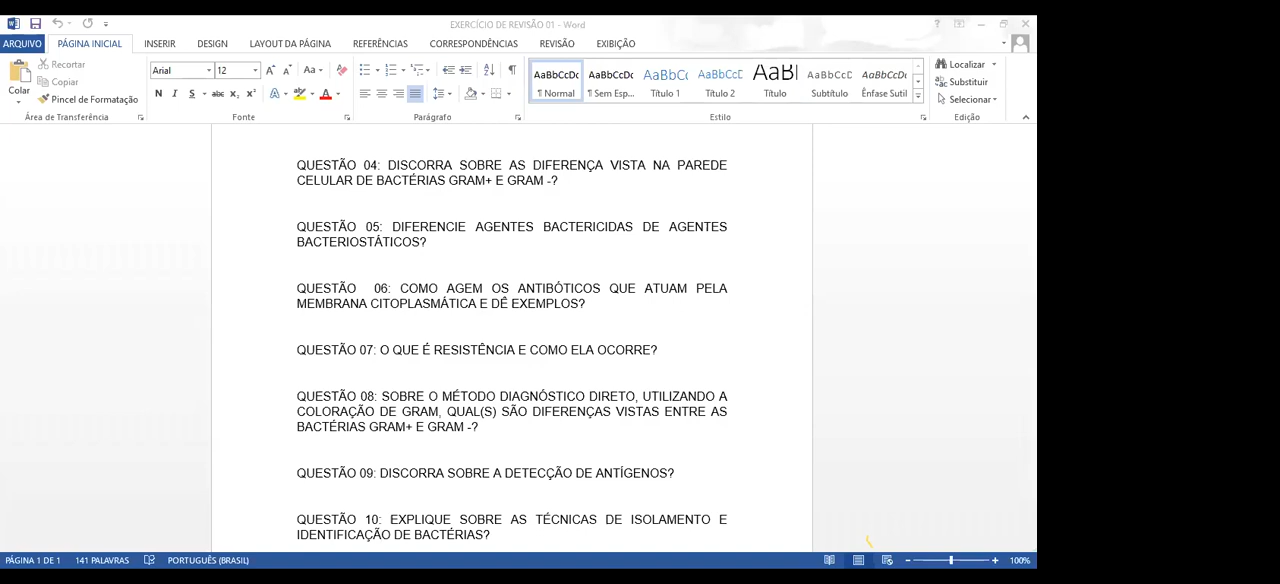 EXERCÍCIO DE REVISÃO 01 - Word
ARQUIVO PÁGINA INICIAL INSERIR DESIGN LAYOUT DA PÁGINA REFERÊNCIAS CORRESPONDÊNCIAS REVISÃO EXIBIÇÃO
Colar
Recortar
Copiar
Pincel de Formatação
Área de Transferência
Arial 12
N I S abc x₂ x²
Fonte
Parágrafo
AaBbCcDc AaBbCcDc AaBbCc AaBbCcD AaBl AaBbCcD AaBbCcDc
¶ Normal ¶ Sem Esp... Título 1 Título 2 Título Subtítulo Ênfase Sutil
Estilo
Localizar
Substituir
Selecionar
Edição
QUESTÃO 04: DISCORRA SOBRE AS DIFERENÇA VISTA NA PAREDE
CELULAR DE BACTÉRIAS GRAM+ E GRAM -?
QUESTÃO 05: DIFERENCIE AGENTES BACTERICIDAS DE AGENTES
BACTERIOSTÁTICOS?
QUESTÃO 06: COMO AGEM OS ANTIBÓTICOS QUE ATUAM PELA
MEMBRANA CITOPLASMÁTICA E DÊ EXEMPLOS?
QUESTÃO 07: O QUE É RESISTÊNCIA E COMO ELA OCORRE?
QUESTÃO 08: SOBRE O MÉTODO DIAGNÓSTICO DIRETO, UTILIZANDO A
COLORAÇÃO DE GRAM, QUAL(S) SÃO DIFERENÇAS VISTAS ENTRE AS
BACTÉRIAS GRAM+ E GRAM -?
QUESTÃO 09: DISCORRA SOBRE A DETECÇÃO DE ANTÍGENOS?
QUESTÃO 10: EXPLIQUE SOBRE AS TÉCNICAS DE ISOLAMENTO E
IDENTIFICAÇÃO DE BACTÉRIAS?
PÁGINA 1 DE 1 141 PALAVRAS PORTUGUÊS (BRASIL) 100%